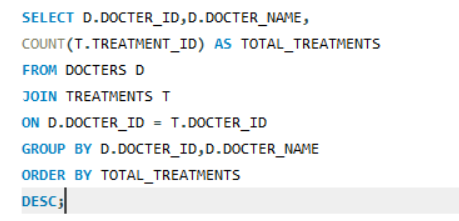 SELECT D.DOCTER_ID,D.DOCTER_NAME,
COUNT(T.TREATMENT_ID) AS TOTAL_TREATMENTS
FROM DOCTERS D
JOIN TREATMENTS T
ON D.DOCTER_ID = T.DOCTER_ID
GROUP BY D.DOCTER_ID,D.DOCTER_NAME
ORDER BY TOTAL_TREATMENTS
DESC;